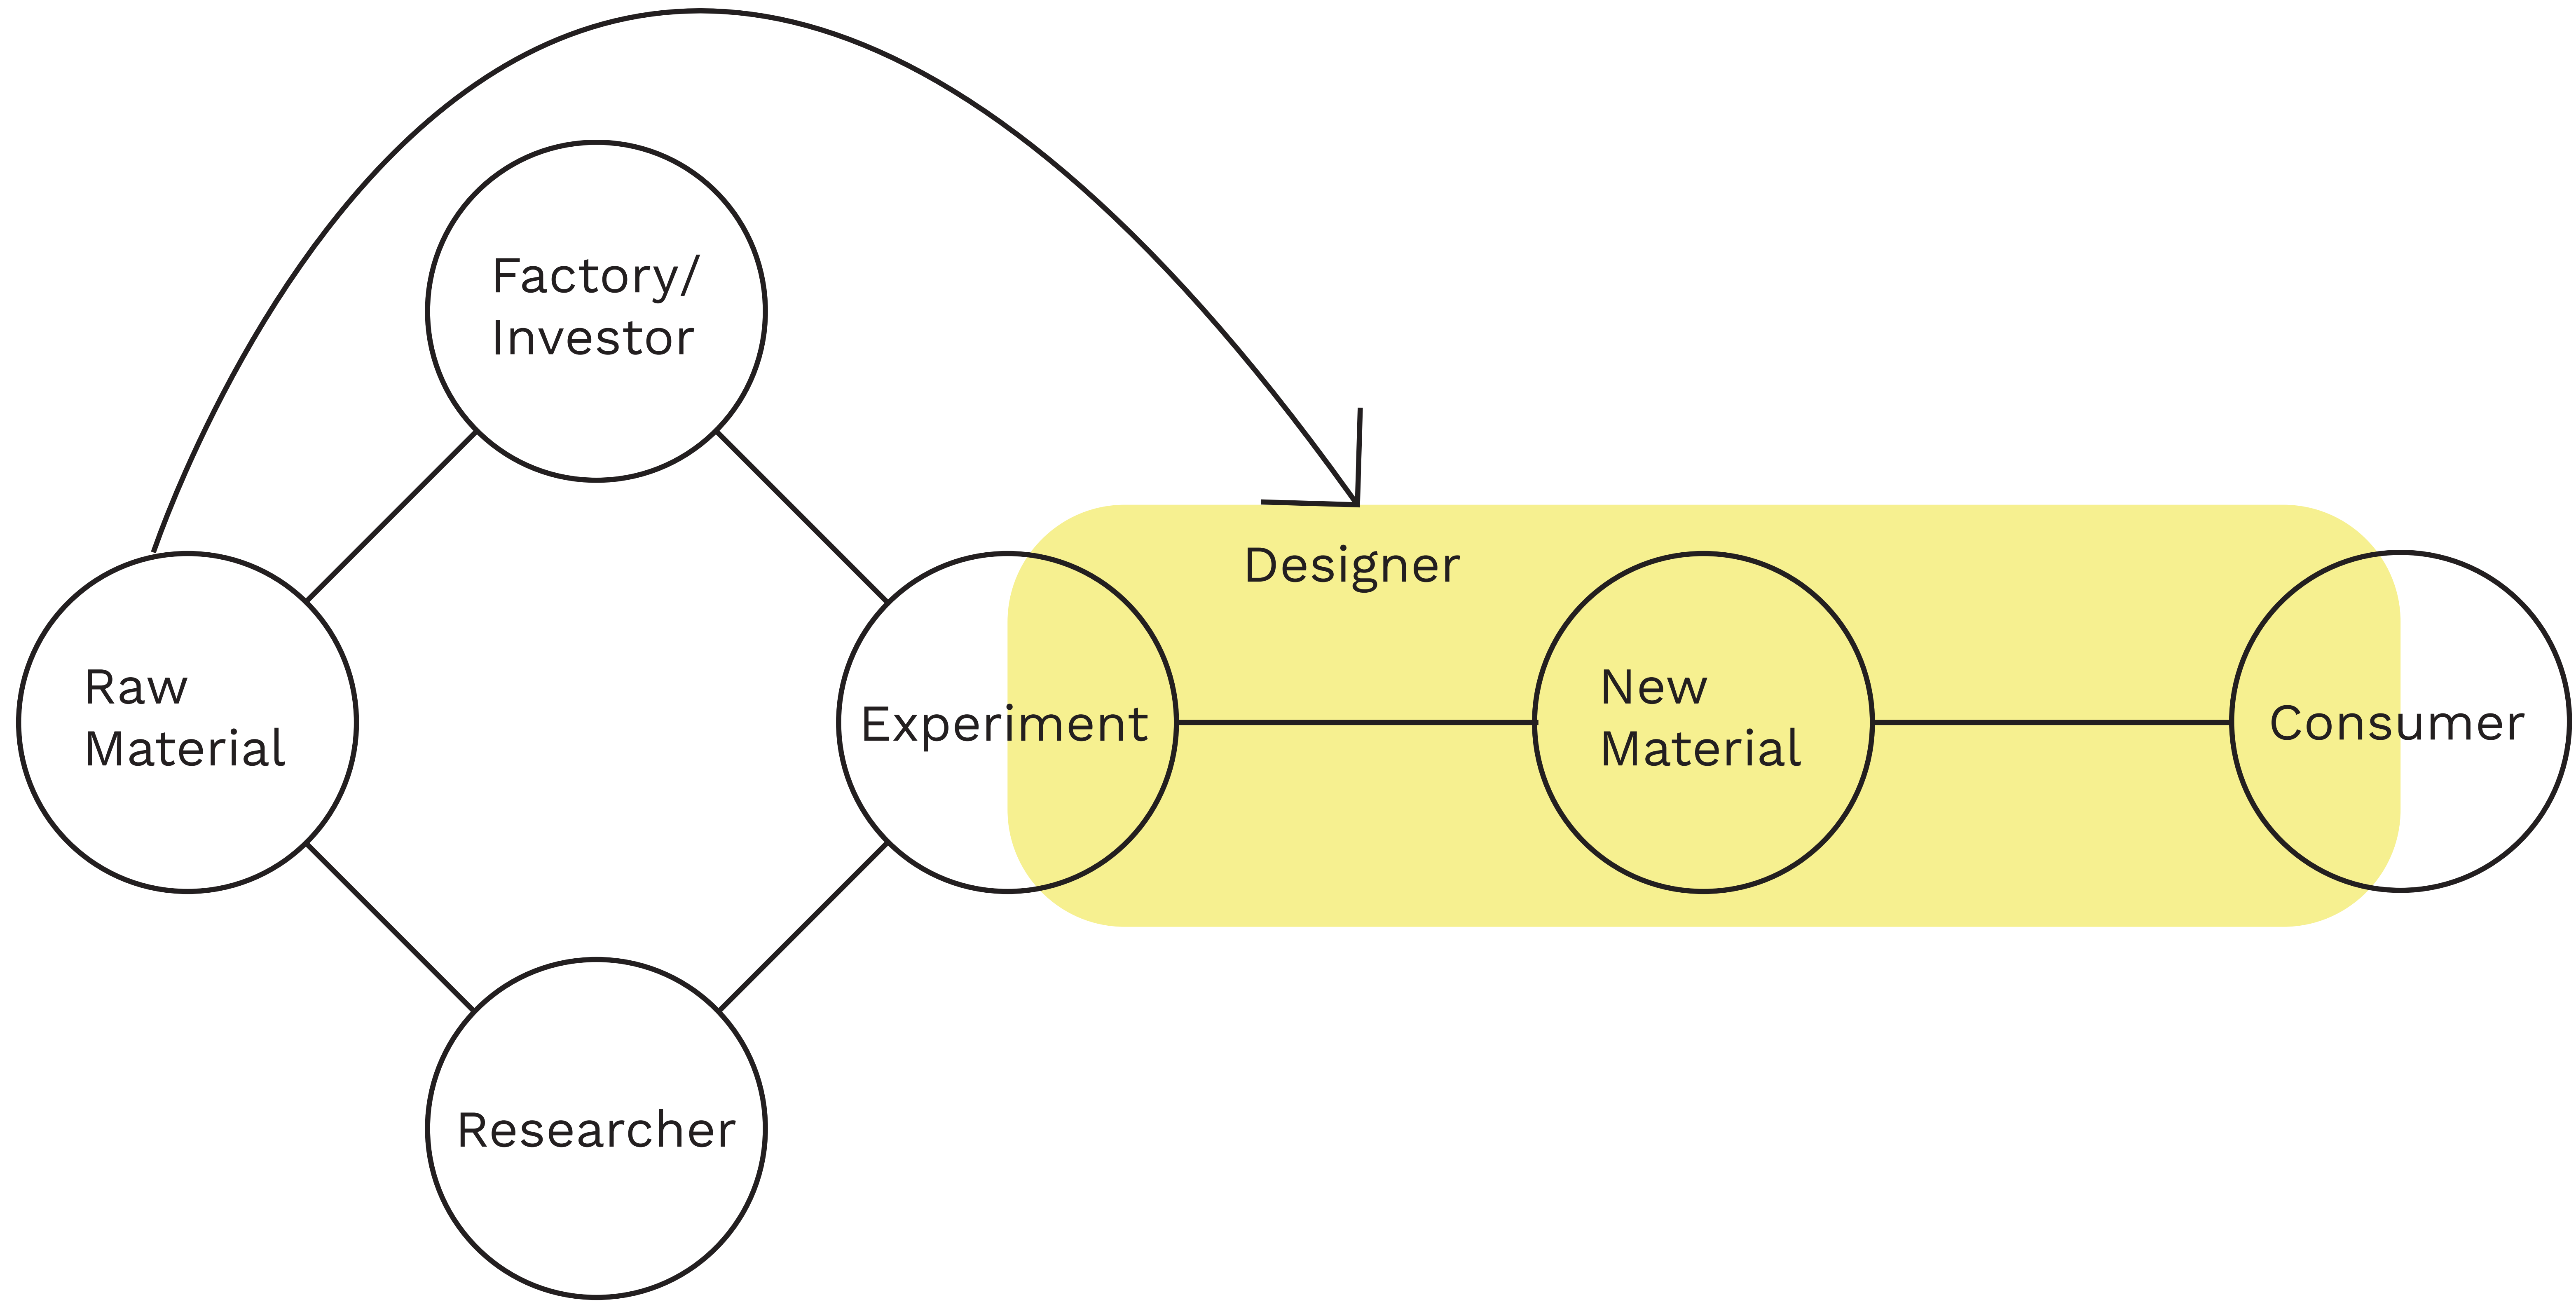 Factory/
Investor
Designer
Raw
Material
Experiment
New
Material
Consumer
Researcher